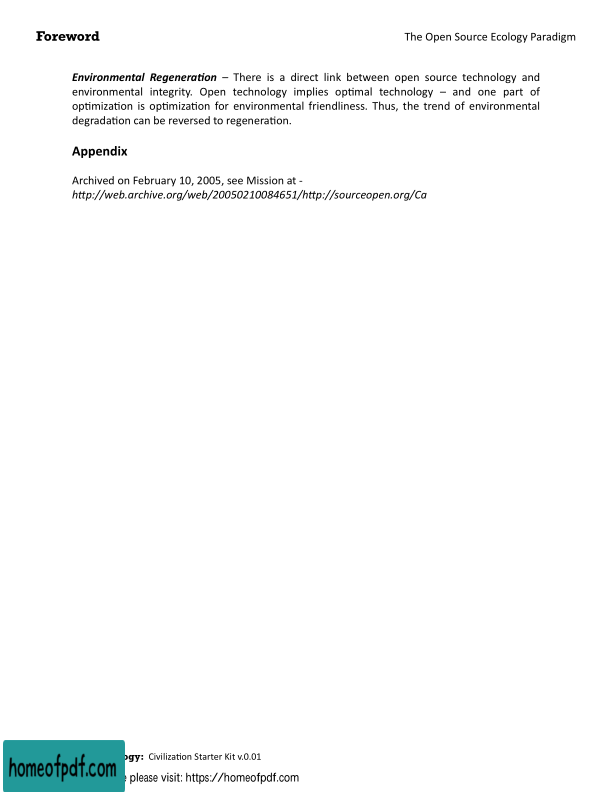 Foreword
The Open Source Ecology Paradigm
Environmental Regeneration – There is a direct link between open source technology and
environmental integrity. Open technology implies optimal technology – and one part of
optimization is optimization for environmental friendliness. Thus, the trend of environmental
degradation can be reversed to regeneration.
Appendix
Archived on February 10, 2005, see Mission at -
http://web.archive.org/web/20050210084651/http://sourceopen.org/Ca
Civilization Starter Kit v.0.01
homeofpdf.com
please visit: https://homeofpdf.com